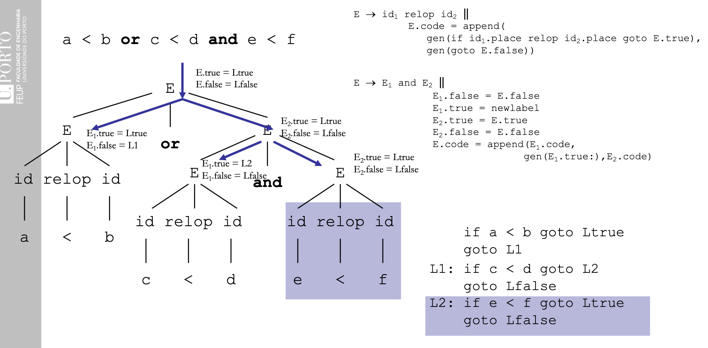 U.PORTO
FEUP FACULDADE DE ENGENHARIA
UNIVERSIDADE DO PORTO
a < b or c < d and e < f
E → id1 relop id2 ||
E.code = append(
gen(if id1.place relop id2.place goto E.true),
gen(goto E.false))
E → E1 and E2 ||
E1.false = E.false
E1.true = newlabel
E2.true = E.true
E2.false = E.false
E.code = append(E1.code,
gen(E1.true:),E2.code)
E.true = Ltrue
E.false = Lfalse
E
E
E1.true = Ltrue
E1.false = L1
or
E
E2.true = Ltrue
E2.false = Lfalse
E
E1.true = L2
E1.false = Lfalse
and
E
E2.true = Ltrue
E2.false = Lfalse
id relop id
a < b
id relop id
c < d
id relop id
e < f
if a < b goto Ltrue
goto L1
L1: if c < d goto L2
goto Lfalse
L2: if e < f goto Ltrue
goto Lfalse